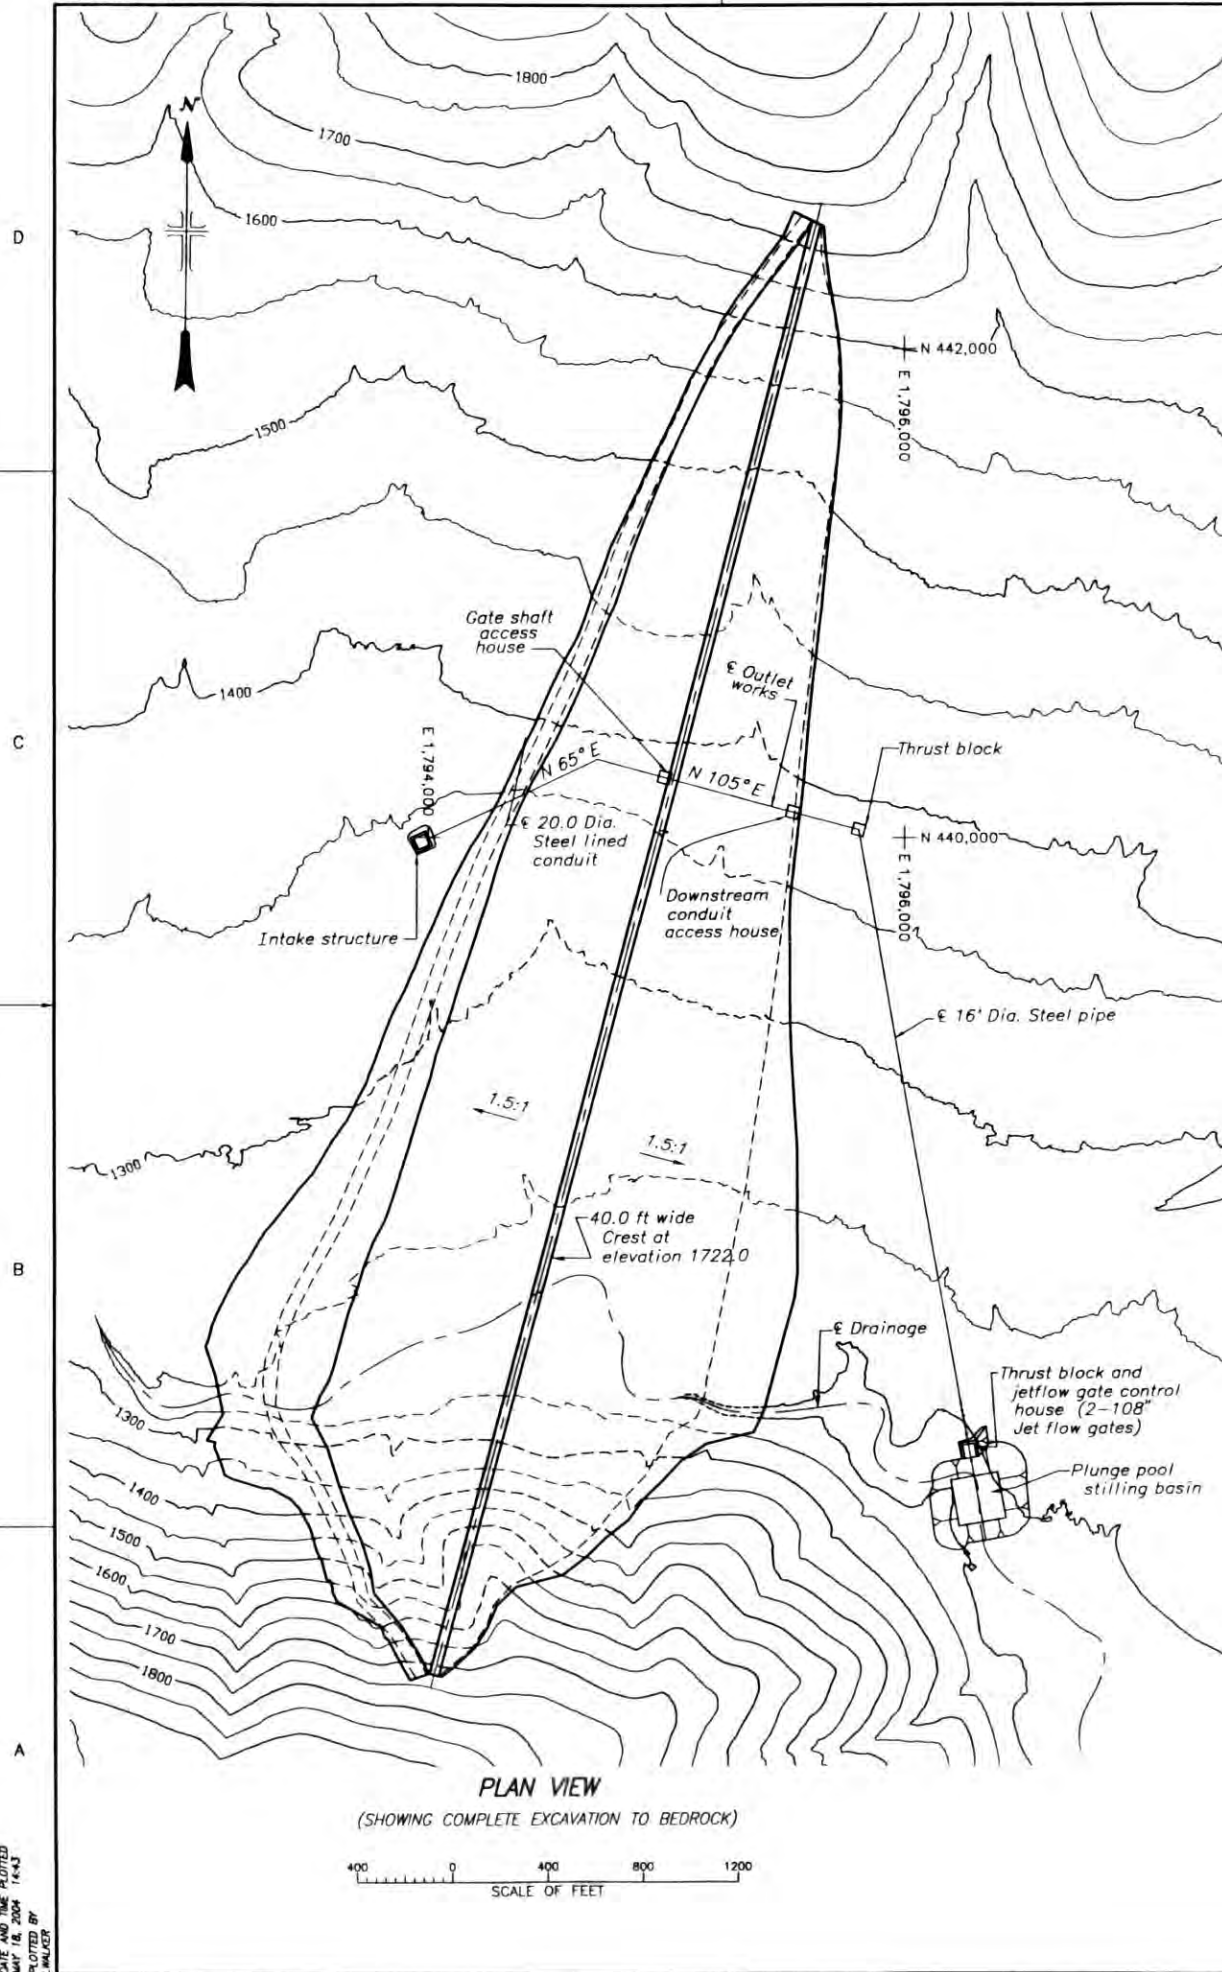 1800
1700
N
1600
D
N 442,000
E 1,796,000
1500
Gate shaft
access
house
℄ Outlet
works
1400
C
E 1,794,000
N 65° E
N 105° E
Thrust block
℄ 20.0 Dia.
Steel lined
conduit
N 440,000
E 1,796,000
Downstream
conduit
access house
Intake structure
℄ 16' Dia. Steel pipe
1.5:1
1.5:1
1300
40.0 ft wide
Crest at
elevation 1722.0
B
℄ Drainage
Thrust block and
jetflow gate control
house (2-108"
Jet flow gates)
1300
Plunge pool
stilling basin
1400
1500
1600
1700
1800
A
PLAN VIEW
(SHOWING COMPLETE EXCAVATION TO BEDROCK)
400 0 400 800 1200
SCALE OF FEET
DATE AND TIME PLOTTED
MAY 18, 2004 14:43
PLOTTED BY
WALKER